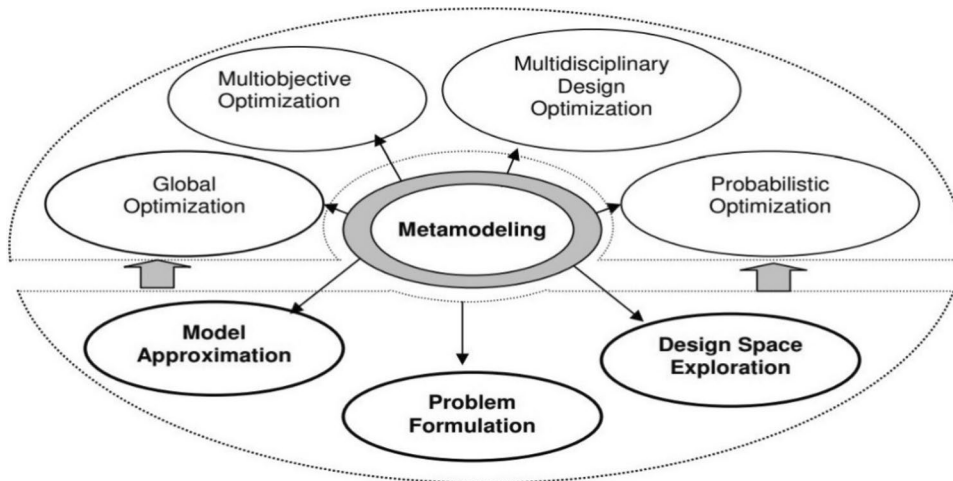 Multiobjective
Optimization
Multidisciplinary
Design
Optimization
Global
Optimization
Metamodeling
Probabilistic
Optimization
Model
Approximation
Problem
Formulation
Design Space
Exploration